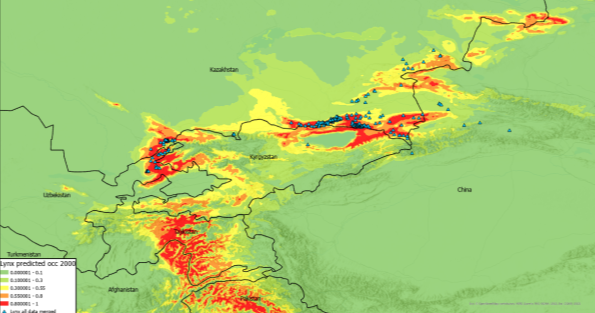 Kazakhstan
Kyrgyzstan
Uzbekistan
China
Turkmenistan
Afghanistan
Lynx predicted occ 2000
0.000001 - 0.1
0.100001 - 0.3
0.300001 - 0.55
0.550001 - 0.8
0.800001 - 1
Lynx all data merged